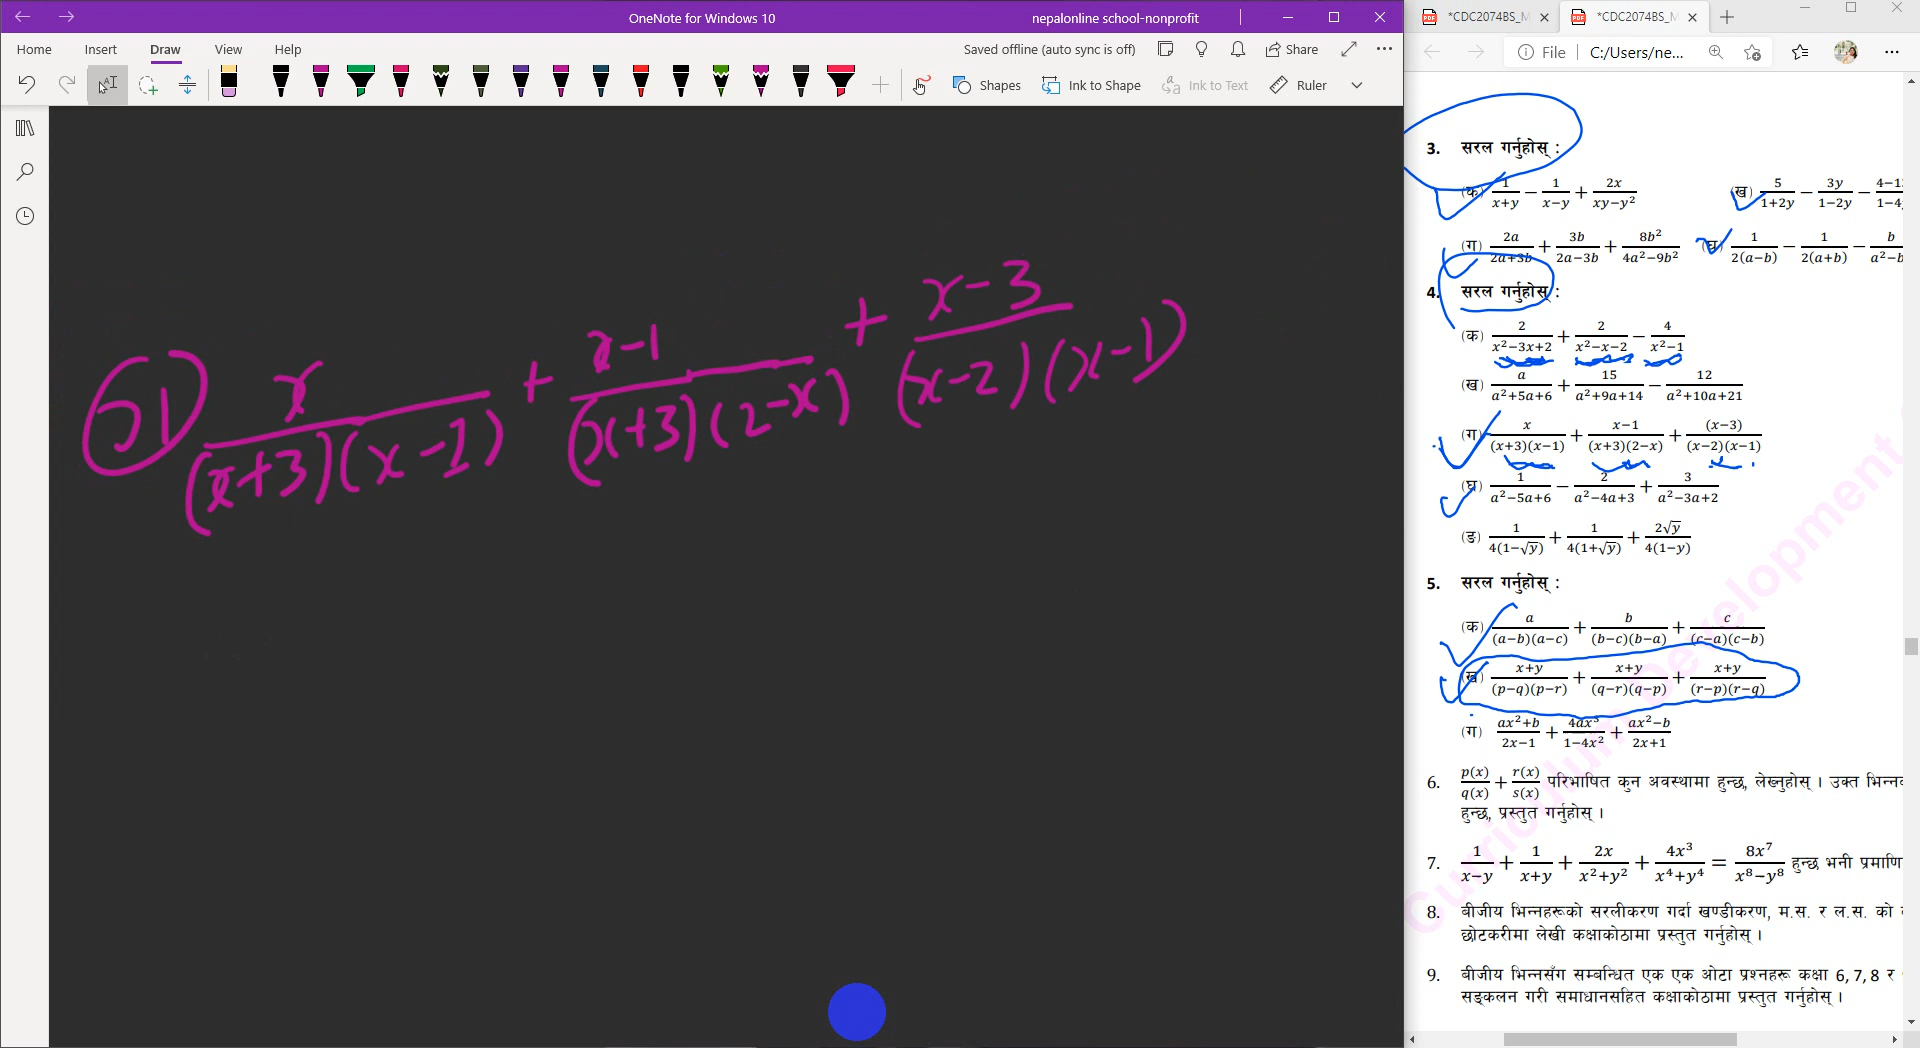 OneNote for Windows 10
nepalonline school-nonprofit
Home Insert Draw View Help
Saved offline (auto sync is off) Share
Shapes Ink to Shape Ink to Text Ruler
ग) x/(x+3)(x-1) + x-1/(x+3)(2-x) + x-3/(x-2)(x-1)
*CDC2074BS_M *CDC2074BS_M
File C:/Users/ne...
3. सरल गर्नुहोस् :
(क) 1/x+y − 1/x−y + 2x/xy−y² (ख) 5/1+2y − 3y/1−2y −
(ग) 2a/2a+3b + 3b/2a−3b + 8b²/4a²−9b² (घ) 1/2(a−b) − 1/2(a+b) −
4. सरल गर्नुहोस् :
(क) 2/x²−3x+2 + 2/x²−x−2 − 4/x²−1
(ख) a/a²+5a+6 + 15/a²+9a+14 − 12/a²+10a+21
(ग) x/(x+3)(x−1) + x−1/(x+3)(2−x) + (x−3)/(x−2)(x−1)
(घ) 1/a²−5a+6 − 2/a²−4a+3 + 3/a²−3a+2
(ङ) 1/4(1−√y) + 1/4(1+√y) + 2√y/4(1−y)
5. सरल गर्नुहोस् :
(क) a/(a−b)(a−c) + b/(b−c)(b−a) + c/(c−a)(c−b)
(ख) x+y/(p−q)(p−r) + x+y/(q−r)(q−p) + x+y/(r−p)(r−q)
(ग) ax²+b/2x−1 + 4ax³/1−4x² + ax²−b/2x+1
6. p(x)/q(x) + r(x)/s(x) परिभाषित कुन अवस्थामा हुन्छ, लेख्नुहोस् । उक्त
हुन्छ, प्रस्तुत गर्नुहोस् ।
7. 1/x−y + 1/x+y + 2x/x²+y² + 4x³/x⁴+y⁴ = 8x⁷/x⁸−y⁸ हुन्छ भनी
8. बीजीय भिन्नहरूको सरलीकरण गर्दा खण्डीकरण, म.स. र ल.स. को
छोटकरीमा लेखी कक्षाकोठामा प्रस्तुत गर्नुहोस् ।
9. बीजीय भिन्नसँग सम्बन्धित एक एक ओटा प्रश्नहरू कक्षा 6, 7, 8 र
सङ्कलन गरी समाधानसहित कक्षाकोठामा प्रस्तुत गर्नुहोस् ।
Curriculum Development